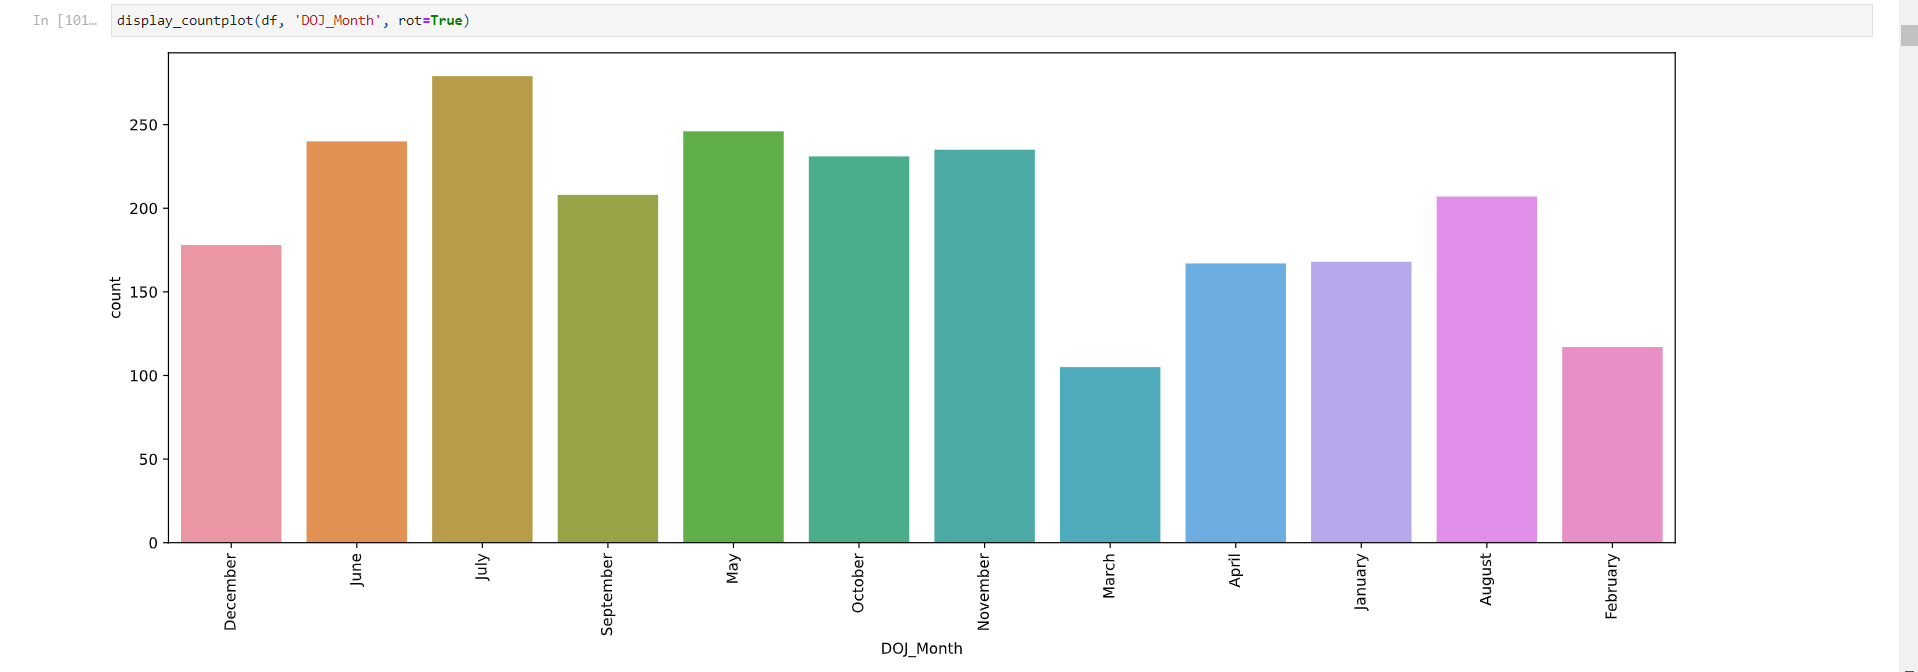 In [101…
display_countplot(df, 'DOJ_Month', rot=True)
250
200
150
100
50
0
count
December
June
July
September
May
October
November
March
April
January
August
February
DOJ_Month